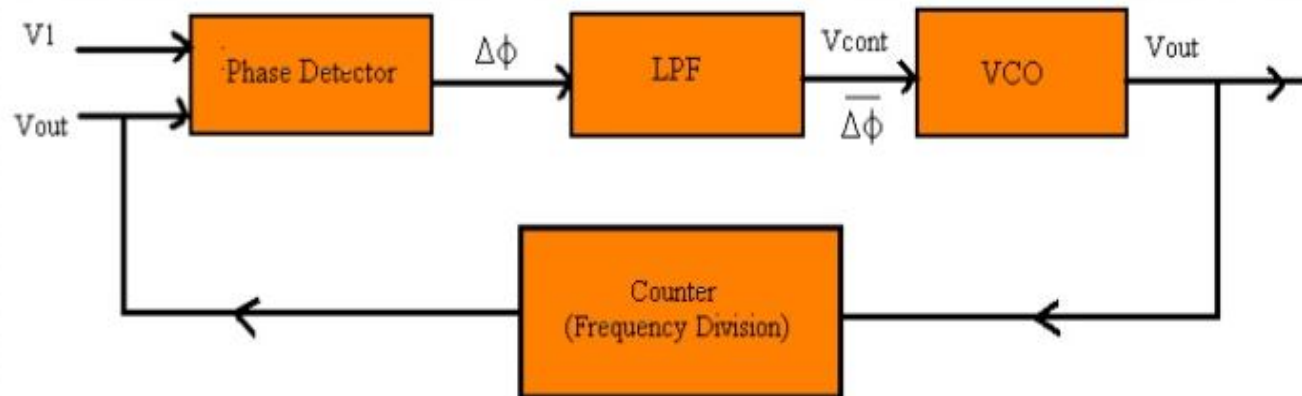 V1
Vout
Phase Detector
Δϕ
LPF
Vcont
Δϕ
VCO
Vout
Counter
(Frequency Division)